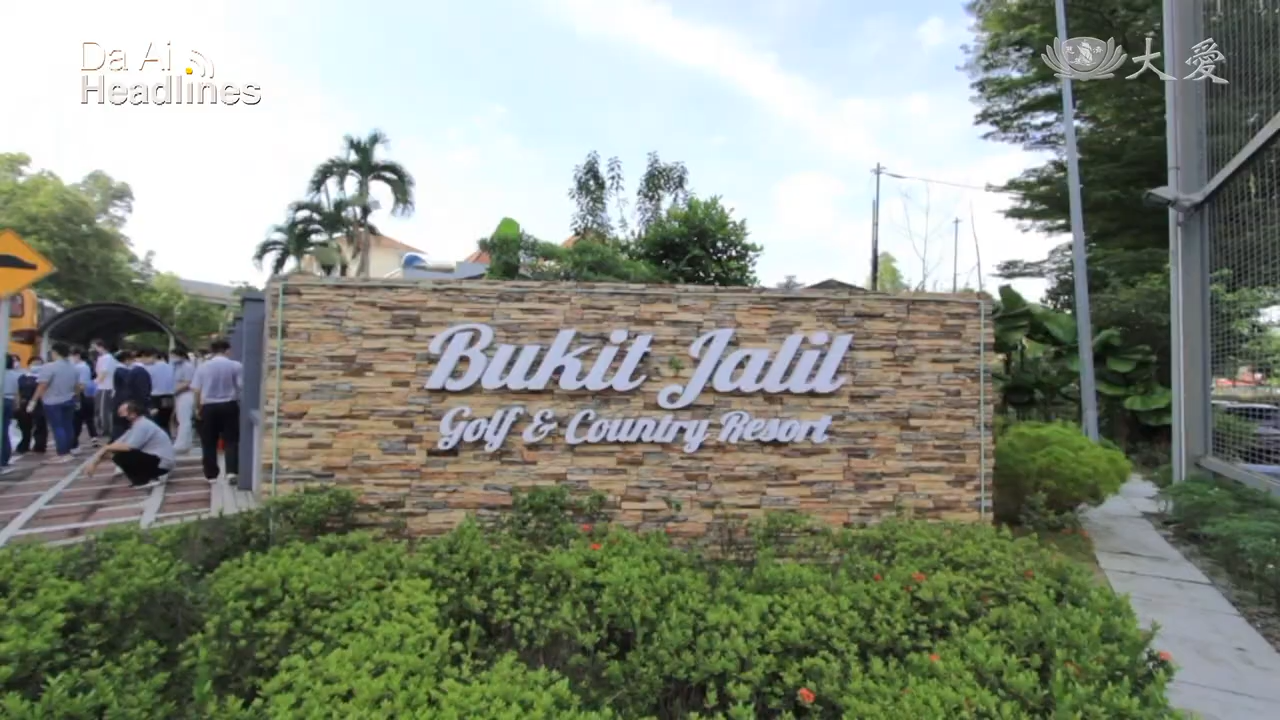 Da Ai
Headlines
大愛
Bukit Jalil
Golf & Country Resort